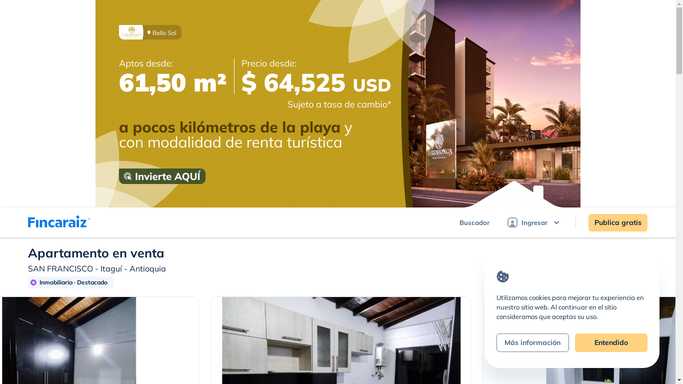 Bello Sol
Aptos desde:
61,50 m²
Precio desde:
$ 64,525 USD
Sujeto a tasa de cambio*
a pocos kilómetros de la playa y
con modalidad de renta turística
Invierte AQUÍ
Fincaraiz
Buscador
Ingresar
Publica gratis
Apartamento en venta
SAN FRANCISCO - Itagui - Antioquia
Inmobiliaria · Destacado
Utilizamos cookies para mejorar tu experiencia en
nuestro sitio web. Al continuar en el sitio
consideramos que aceptas su uso.
Más información
Entendido